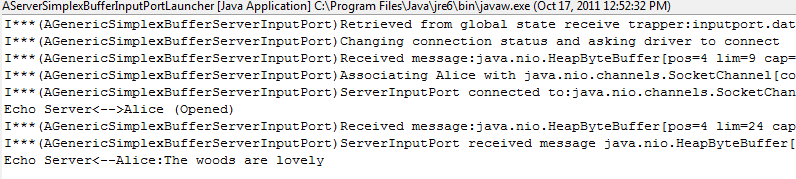 AServerSimplexBufferInputPortLauncher [Java Application] C:\Program Files\Java\jre6\bin\javaw.exe (Oct 17, 2011 12:52:32 PM)
I***(AGenericSimplexBufferServerInputPort)Retrieved from global state receive trapper:inputport.dat
I***(AGenericSimplexBufferServerInputPort)Changing connection status and asking driver to connect
I***(AGenericSimplexBufferServerInputPort)Received message:java.nio.HeapByteBuffer[pos=4 lim=9 cap=
I***(AGenericSimplexBufferServerInputPort)Associating Alice with java.nio.channels.SocketChannel[co
I***(AGenericSimplexBufferServerInputPort)ServerInputPort connected to:java.nio.channels.SocketChan
Echo Server<-->Alice (Opened)
I***(AGenericSimplexBufferServerInputPort)Received message:java.nio.HeapByteBuffer[pos=4 lim=24 cap
I***(AGenericSimplexBufferServerInputPort)ServerInputPort received message java.nio.HeapByteBuffer[
Echo Server<--Alice:The woods are lovely